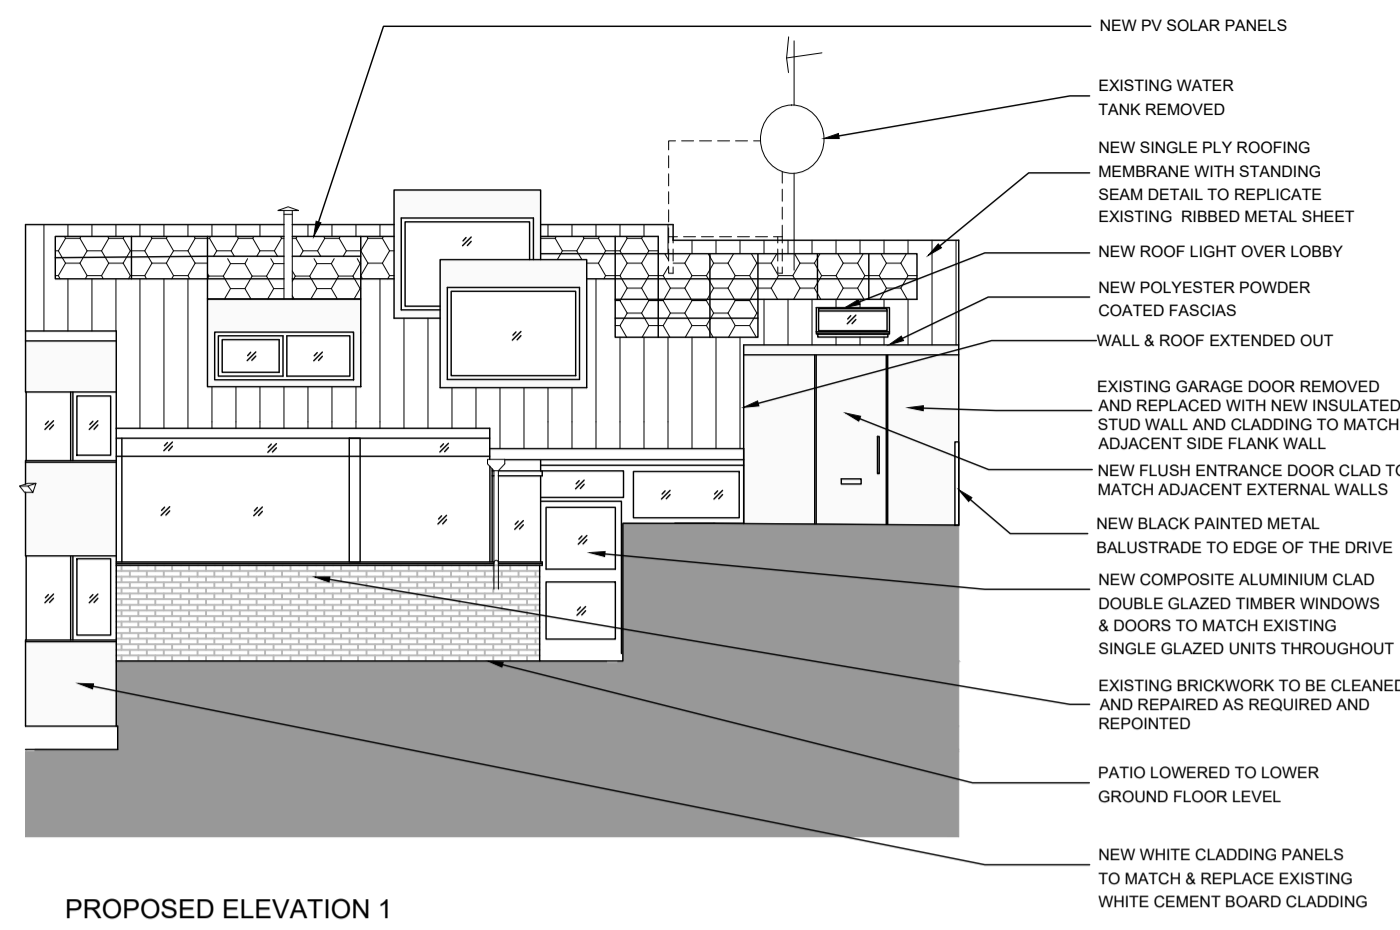 NEW PV SOLAR PANELS
EXISTING WATER
TANK REMOVED
NEW SINGLE PLY ROOFING
MEMBRANE WITH STANDING
SEAM DETAIL TO REPLICATE
EXISTING RIBBED METAL SHEET
NEW ROOF LIGHT OVER LOBBY
NEW POLYESTER POWDER
COATED FASCIAS
WALL & ROOF EXTENDED OUT
EXISTING GARAGE DOOR REMOVED
AND REPLACED WITH NEW INSULATED
STUD WALL AND CLADDING TO MATCH
ADJACENT SIDE FLANK WALL
NEW FLUSH ENTRANCE DOOR CLAD TO
MATCH ADJACENT EXTERNAL WALLS
NEW BLACK PAINTED METAL
BALUSTRADE TO EDGE OF THE DRIVE
NEW COMPOSITE ALUMINIUM CLAD
DOUBLE GLAZED TIMBER WINDOWS
& DOORS TO MATCH EXISTING
SINGLE GLAZED UNITS THROUGHOUT
EXISTING BRICKWORK TO BE CLEANED
AND REPAIRED AS REQUIRED AND
REPOINTED
PATIO LOWERED TO LOWER
GROUND FLOOR LEVEL
NEW WHITE CLADDING PANELS
TO MATCH & REPLACE EXISTING
WHITE CEMENT BOARD CLADDING
PROPOSED ELEVATION 1